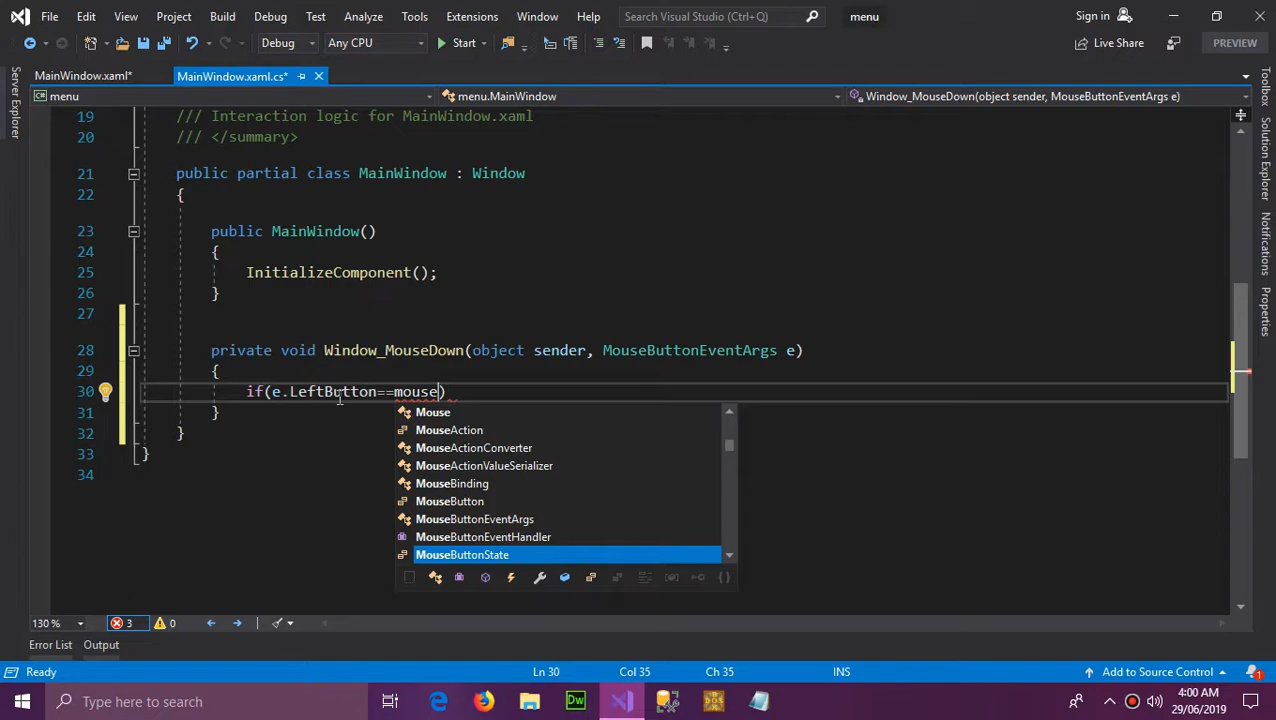 File Edit View Project Build Debug Test Analyze Tools Extensions Window Help Search Visual Studio (Ctrl+Q) menu Sign in
Debug Any CPU Start Live Share PREVIEW
MainWindow.xaml* MainWindow.xaml.cs*
menu menu.MainWindow Window_MouseDown(object sender, MouseButtonEventArgs e)
Server Explorer
Toolbox
Solution Explorer
Notifications
Properties
19 /// Interaction logic for MainWindow.xaml
20 /// </summary>
21 public partial class MainWindow : Window
22 {
23 public MainWindow()
24 {
25 InitializeComponent();
26 }
27
28 private void Window_MouseDown(object sender, MouseButtonEventArgs e)
29 {
30 if(e.LeftButton==mouse)
31 }
32 }
33 }
34
Mouse
MouseAction
MouseActionConverter
MouseActionValueSerializer
MouseBinding
MouseButton
MouseButtonEventArgs
MouseButtonEventHandler
MouseButtonState
130 % 3 0
Error List Output
Ready Ln 30 Col 35 Ch 35 INS Add to Source Control 1
Type here to search Dw DOS 4:00 AM
29/06/2019